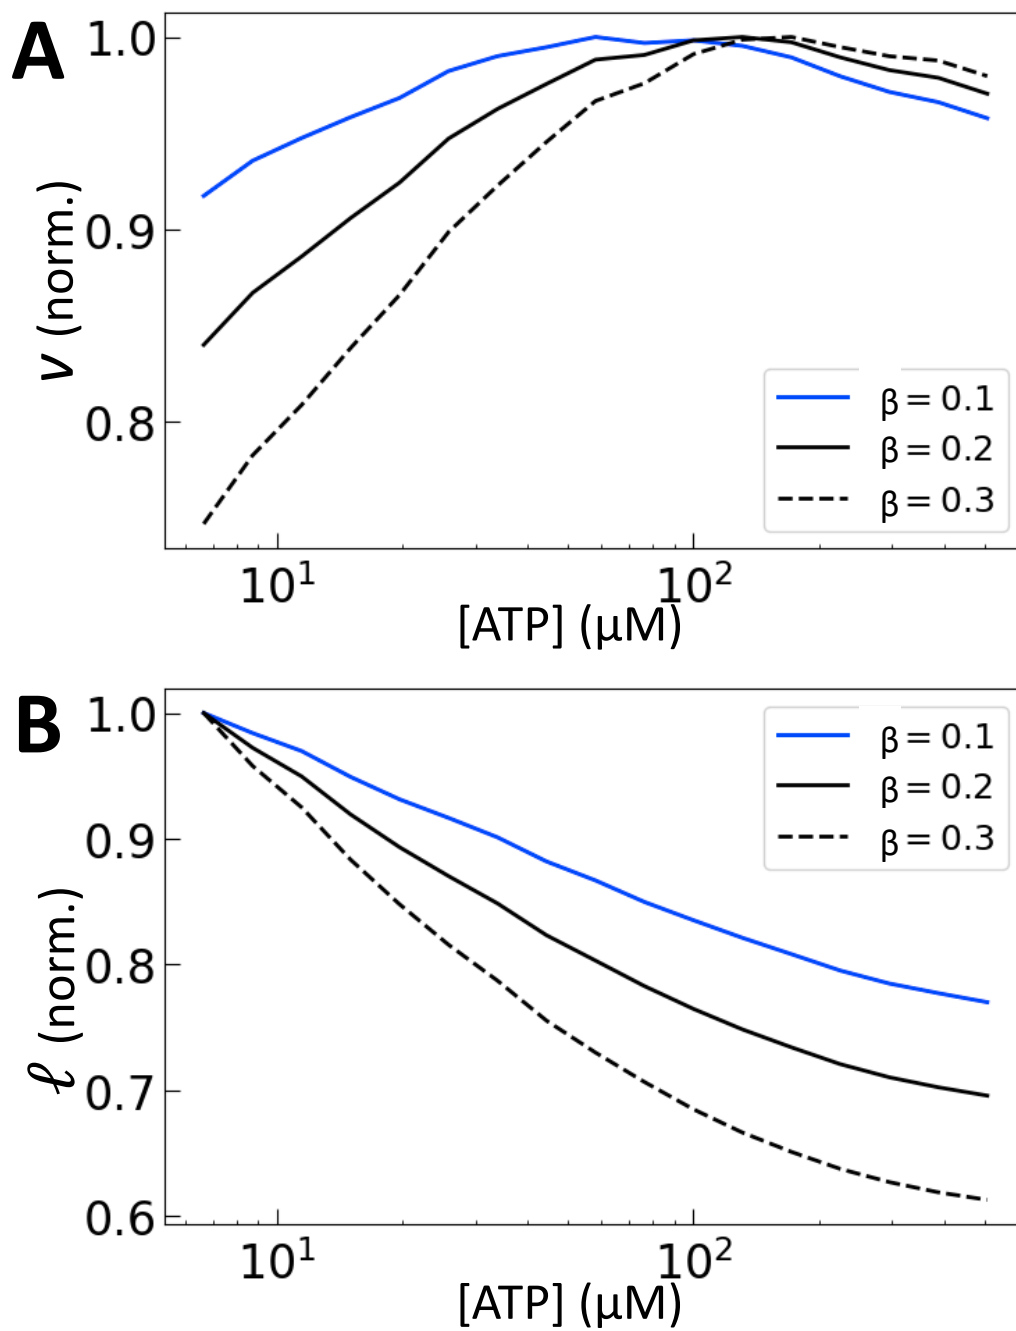 A
1.0
0.9
0.8
v (norm.)
β = 0.1
β = 0.2
β = 0.3
10¹
10²
[ATP] (μM)
B
1.0
0.9
0.8
0.7
0.6
ℓ (norm.)
β = 0.1
β = 0.2
β = 0.3
10¹
10²
[ATP] (μM)